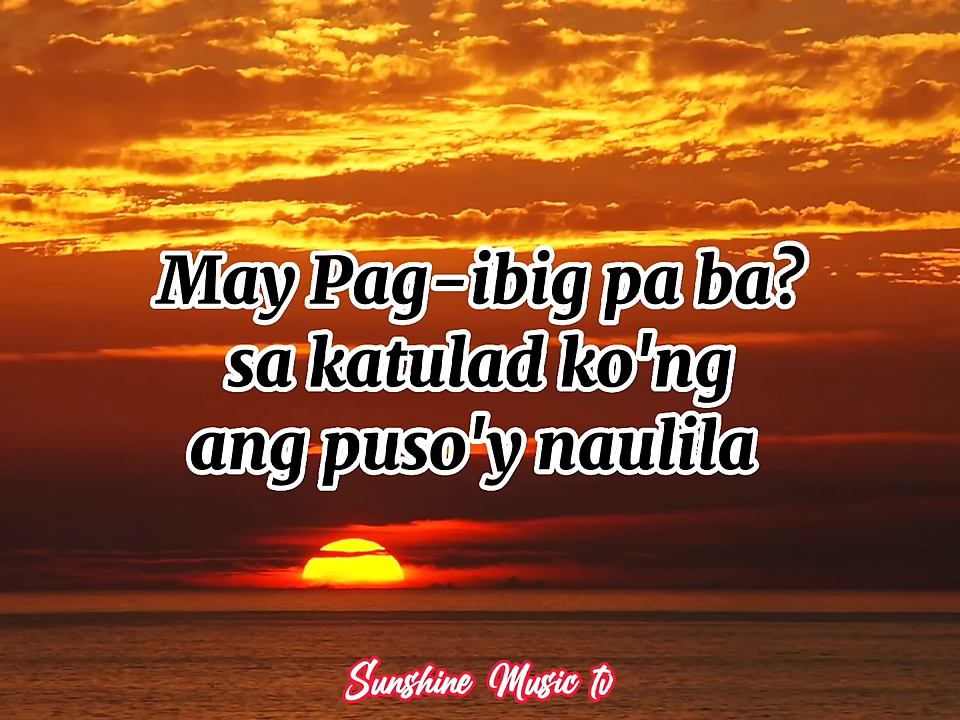 May Pag-ibig pa ba?
sa katulad ko'ng
ang puso'y naulila
Sunshine Music tv